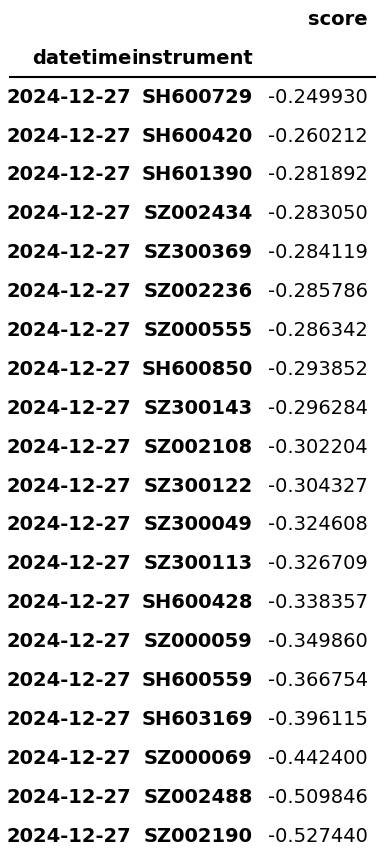 score
datetime instrument
2024-12-27 SH600729 -0.249930
2024-12-27 SH600420 -0.260212
2024-12-27 SH601390 -0.281892
2024-12-27 SZ002434 -0.283050
2024-12-27 SZ300369 -0.284119
2024-12-27 SZ002236 -0.285786
2024-12-27 SZ000555 -0.286342
2024-12-27 SH600850 -0.293852
2024-12-27 SZ300143 -0.296284
2024-12-27 SZ002108 -0.302204
2024-12-27 SZ300122 -0.304327
2024-12-27 SZ300049 -0.324608
2024-12-27 SZ300113 -0.326709
2024-12-27 SH600428 -0.338357
2024-12-27 SZ000059 -0.349860
2024-12-27 SH600559 -0.366754
2024-12-27 SH603169 -0.396115
2024-12-27 SZ000069 -0.442400
2024-12-27 SZ002488 -0.509846
2024-12-27 SZ002190 -0.527440